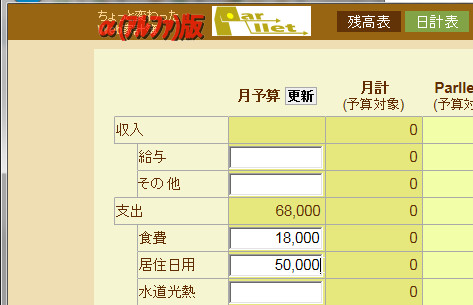 ちょーと変わった
α(アルファ)版
Parllet
残高表 日計表
月予算 更新 月計 Parlle
(予算対象) (予算対
収入 0
給与 0
その他 0
支出 68,000 0
食費 18,000 0
居住日用 50,000 0
水道光熱 0